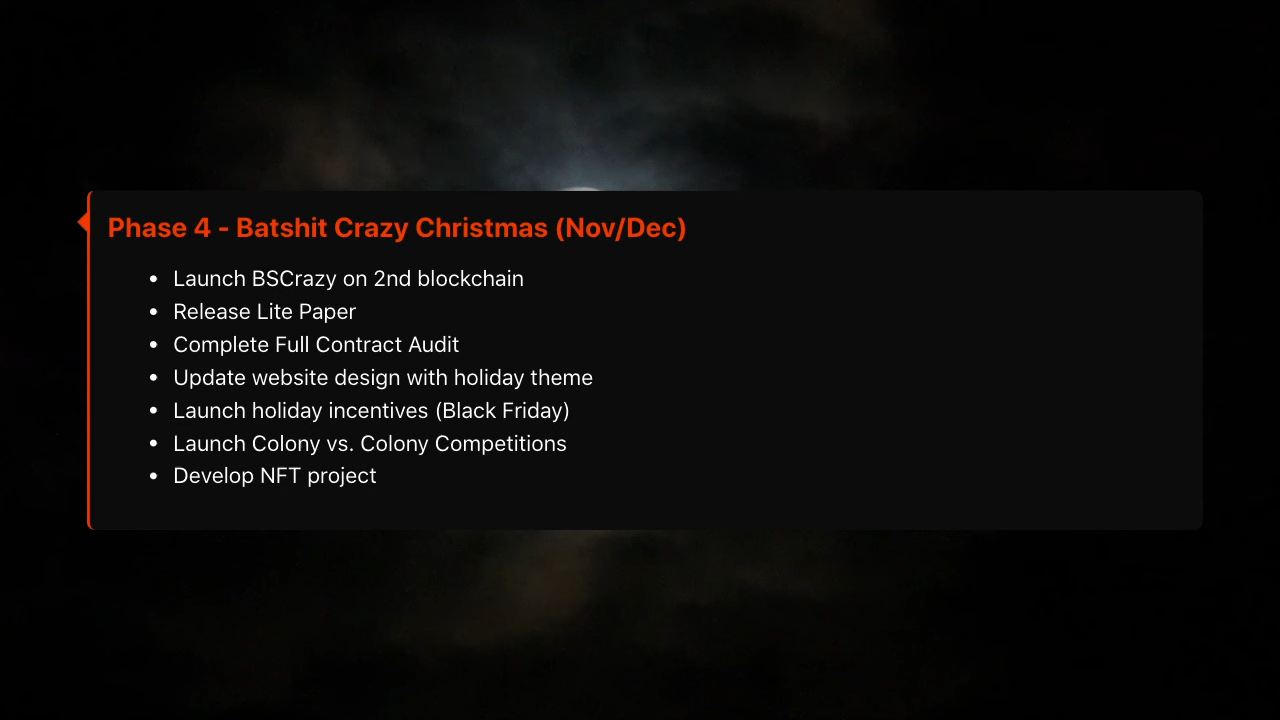 Phase 4 - Batshit Crazy Christmas (Nov/Dec)
• Launch BSCrazy on 2nd blockchain
• Release Lite Paper
• Complete Full Contract Audit
• Update website design with holiday theme
• Launch holiday incentives (Black Friday)
• Launch Colony vs. Colony Competitions
• Develop NFT project